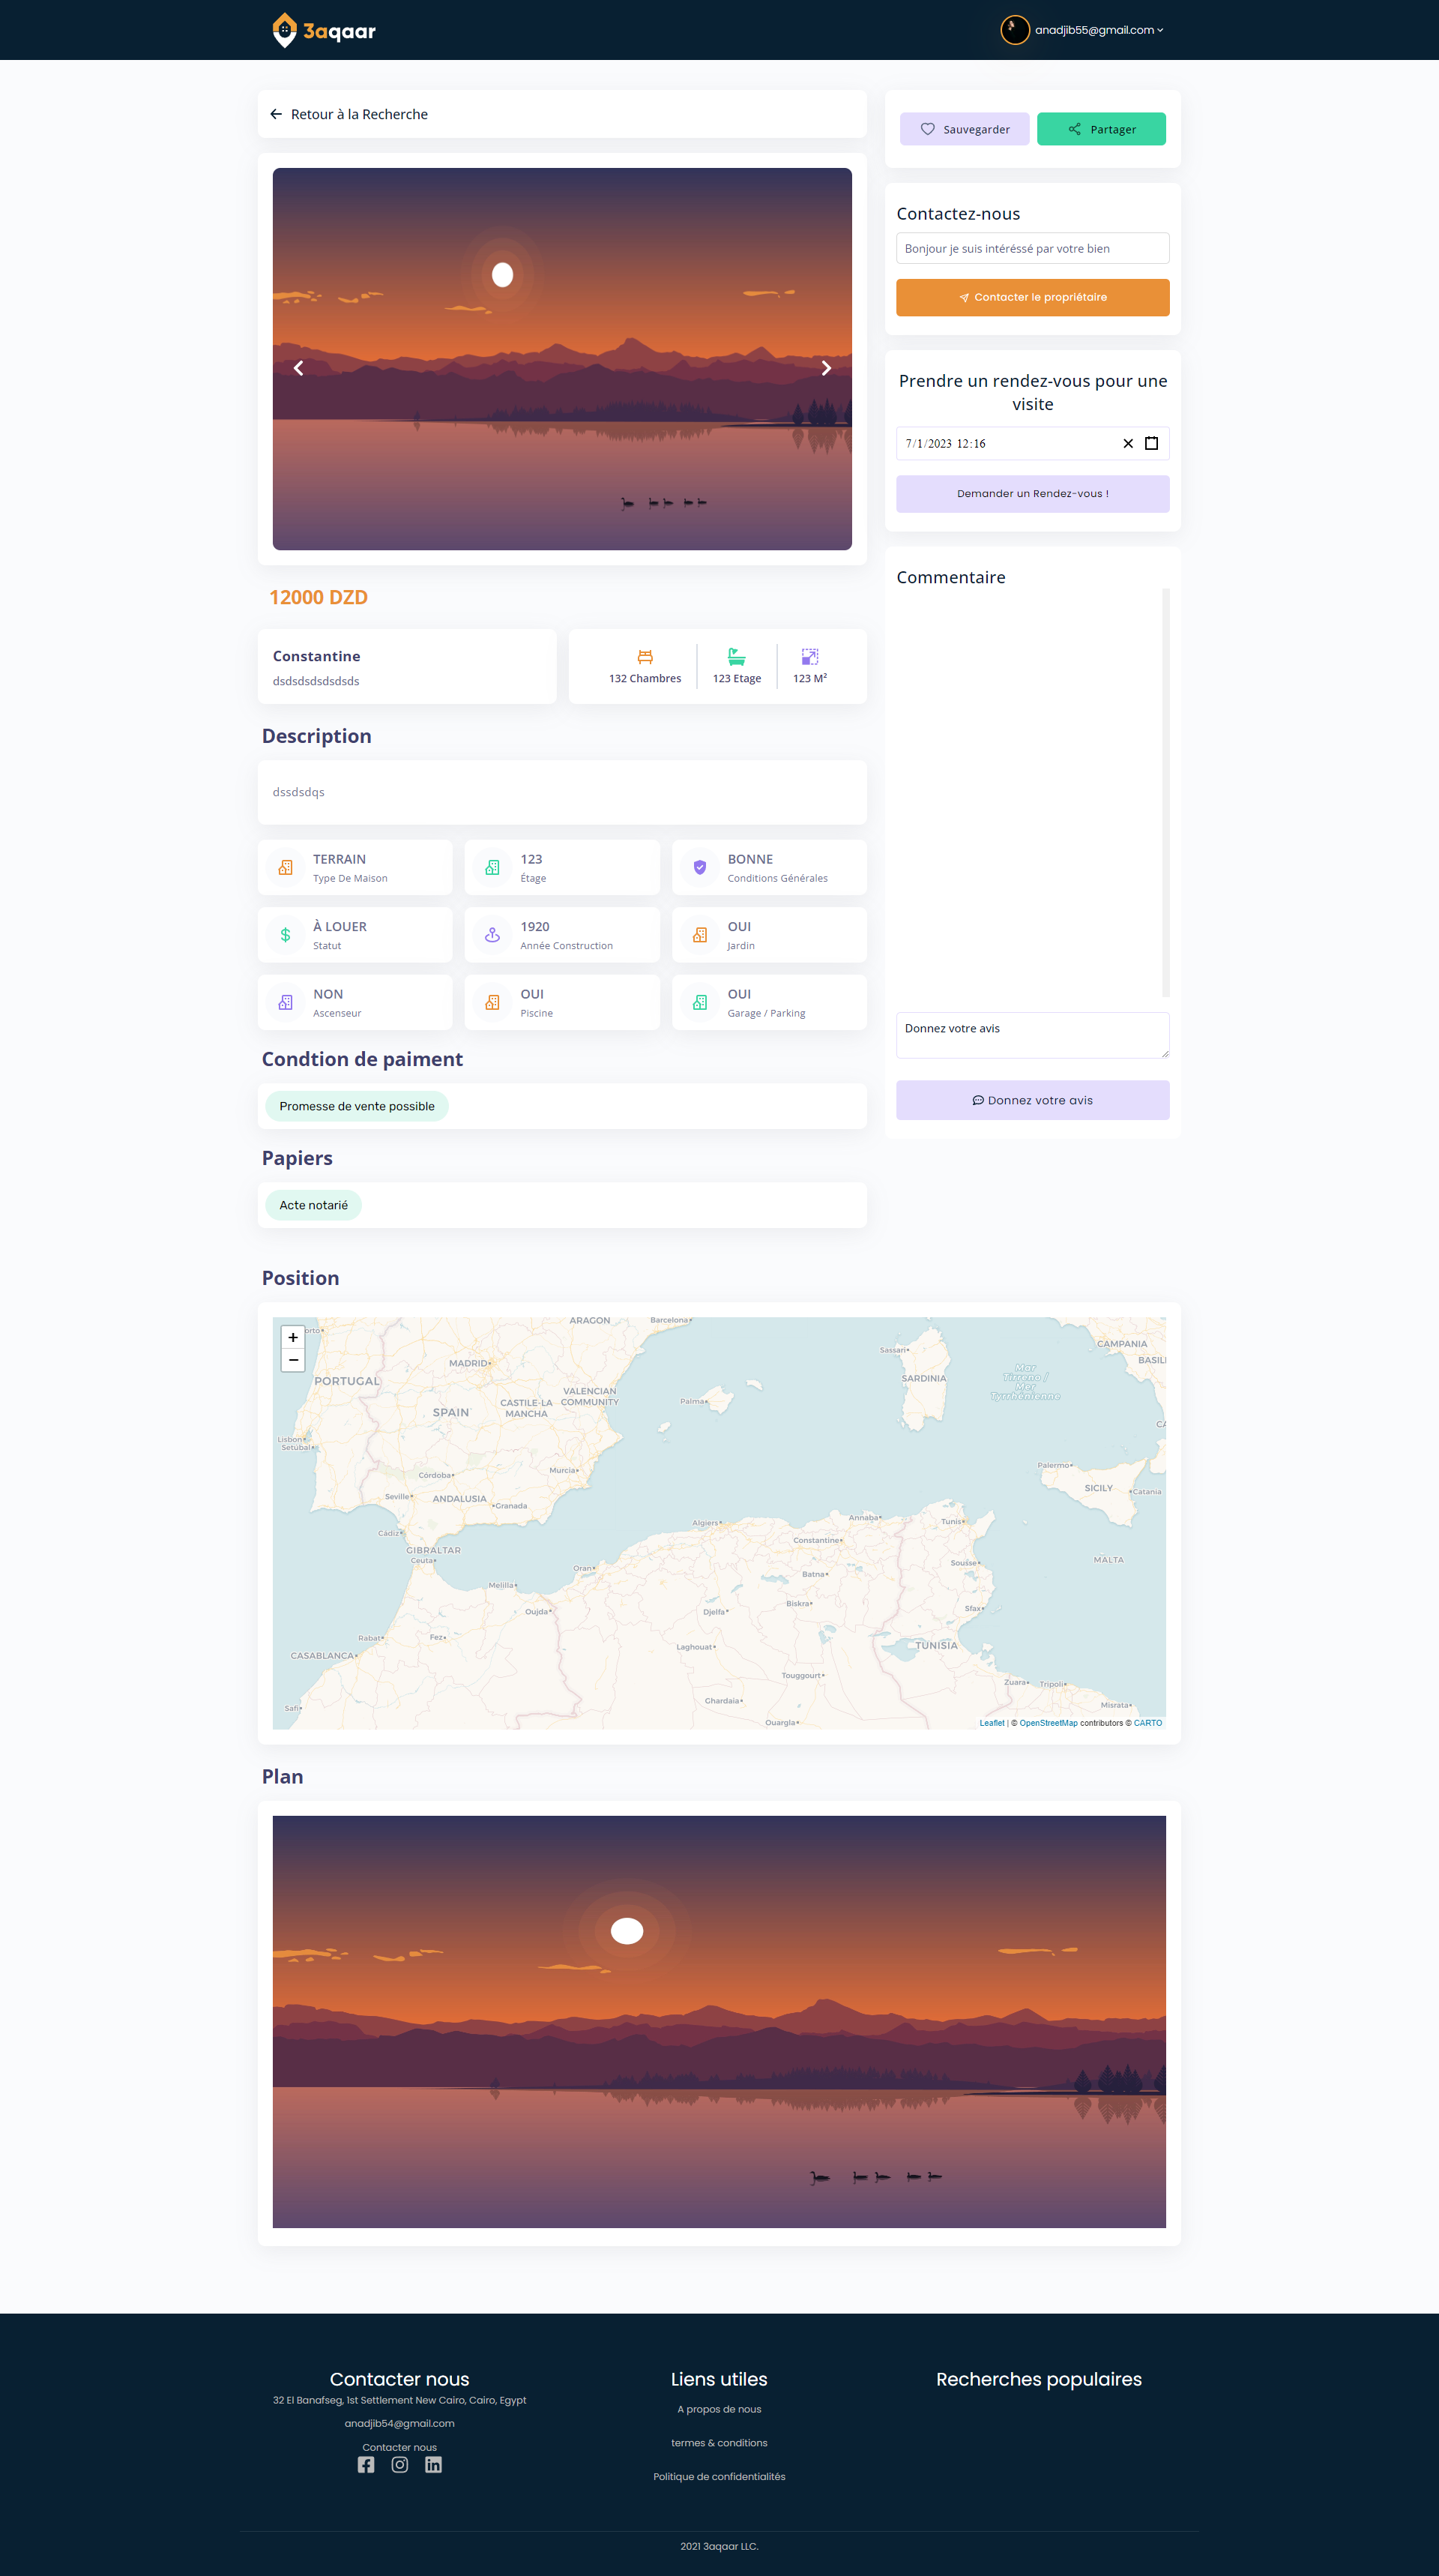 3aqaar
anadjib55@gmail.com
Retour à la Recherche
Sauvegarder
Partager
Contactez-nous
Bonjour je suis intéréssé par votre bien
Contacter le propriétaire
Prendre un rendez-vous pour une
visite
7/1/2023 12:16
Demander un Rendez-vous !
12000 DZD
Constantine
dsdsdsdsdsdsds
132 Chambres
123 Etage
123 M²
Commentaire
Description
dssdsdqs
TERRAIN
Type De Maison
123
Étage
BONNE
Conditions Générales
À LOUER
Statut
1920
Année Construction
OUI
Jardin
NON
Ascenseur
OUI
Piscine
OUI
Garage / Parking
Donnez votre avis
Donnez votre avis
Condtion de paiment
Promesse de vente possible
Papiers
Acte notarié
Position
+
−
orto
ARAGON
Barcelona
CAMPANIA
BASILI
MADRID
Sassari
Mar
Tirreno /
Mer
Tyrrhénienne
PORTUGAL
SARDINIA
VALENCIAN
COMMUNITY
CASTILE-LA
MANCHA
Palma
SPAIN
CA
Lisbon
Setúbal
Córdoba
Murcia
Palermo
SICILY
Catania
Seville
ANDALUSIA
Granada
Cádiz
Algiers
Annaba
Tunis
Constantine
GIBRALTAR
Ceuta
Oran
Sousse
MALTA
Melilla
Batna
Oujda
Djelfa
Biskra
Sfax
Rabat
Fez
Laghouat
TUNISIA
CASABLANCA
Touggourt
Zuara
Tripoli
Safi
Ghardaia
Misrata
Ouargla
Leaflet | © OpenStreetMap contributors © CARTO
Plan
Contacter nous
32 El Banafseg, 1st Settlement New Cairo, Cairo, Egypt
anadjib54@gmail.com
Contacter nous
Liens utiles
A propos de nous
termes & conditions
Politique de confidentialités
Recherches populaires
2021 3aqaar LLC.